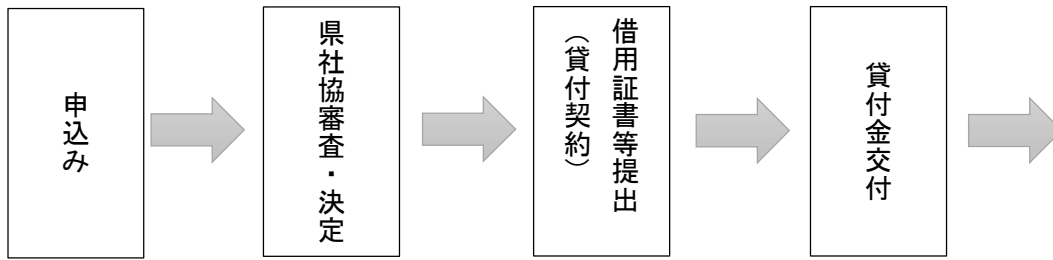 申込み
県社協審査・決定
借用証書等提出
（貸付契約）
貸付金交付